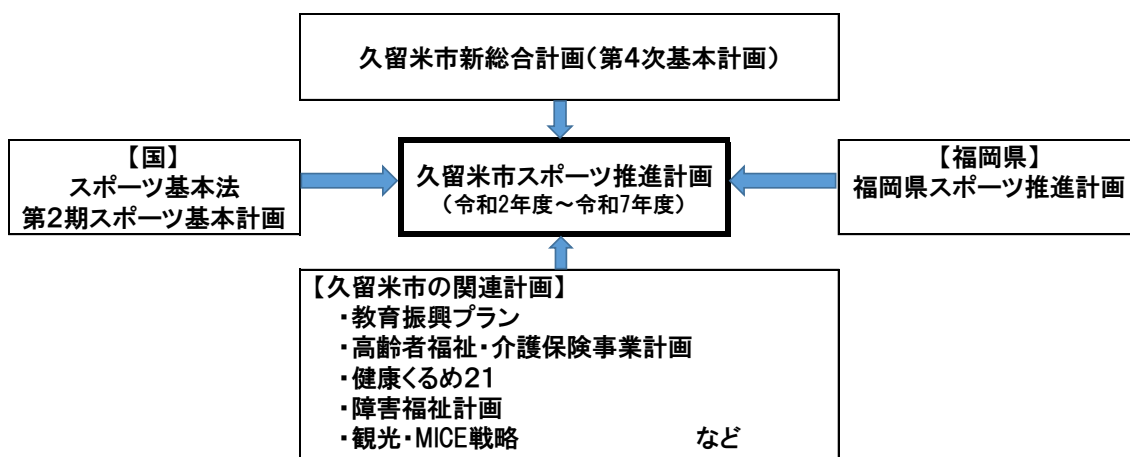 久留米市新総合計画(第4次基本計画)
【国】
スポーツ基本法
第2期スポーツ基本計画
久留米市スポーツ推進計画
(令和2年度~令和7年度)
【福岡県】
福岡県スポーツ推進計画
【久留米市の関連計画】
・教育振興プラン
・高齢者福祉・介護保険事業計画
・健康くるめ21
・障害福祉計画
・観光・MICE戦略 など